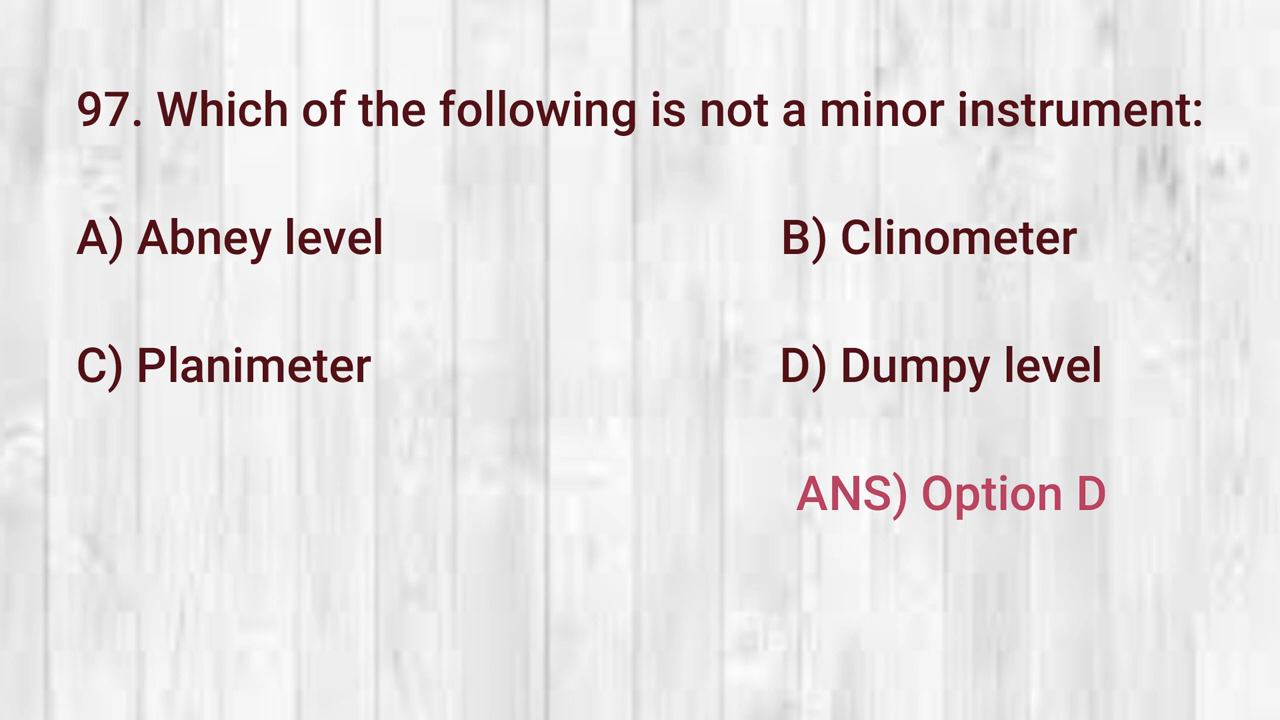 97. Which of the following is not a minor instrument:
A) Abney level B) Clinometer
C) Planimeter D) Dumpy level
ANS) Option D